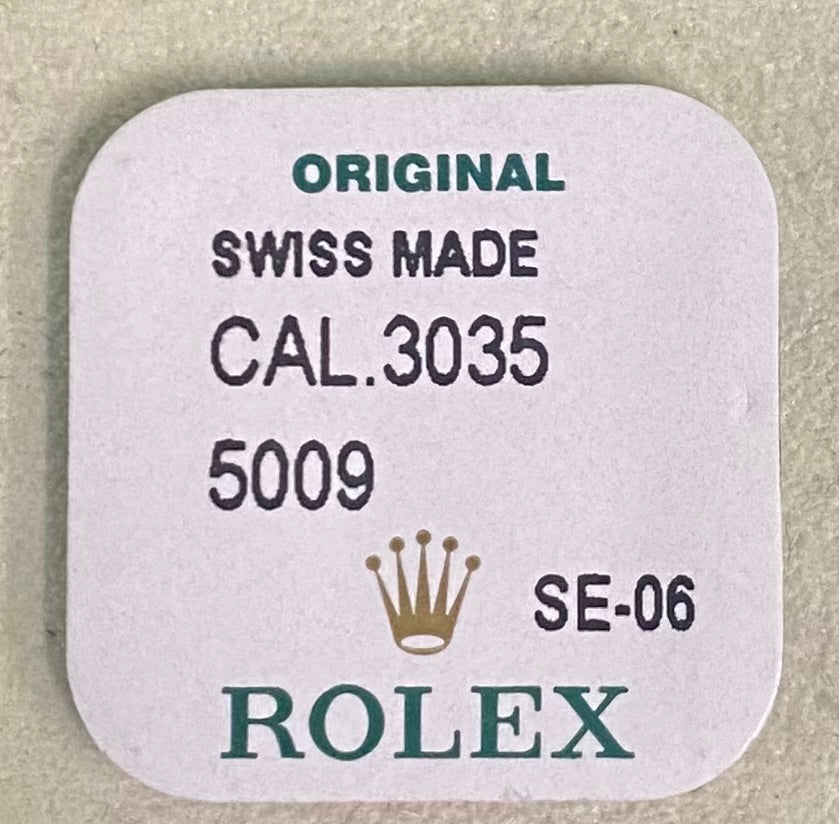 ORIGINAL
SWISS MADE
CAL.3035
5009
SE-06
ROLEX